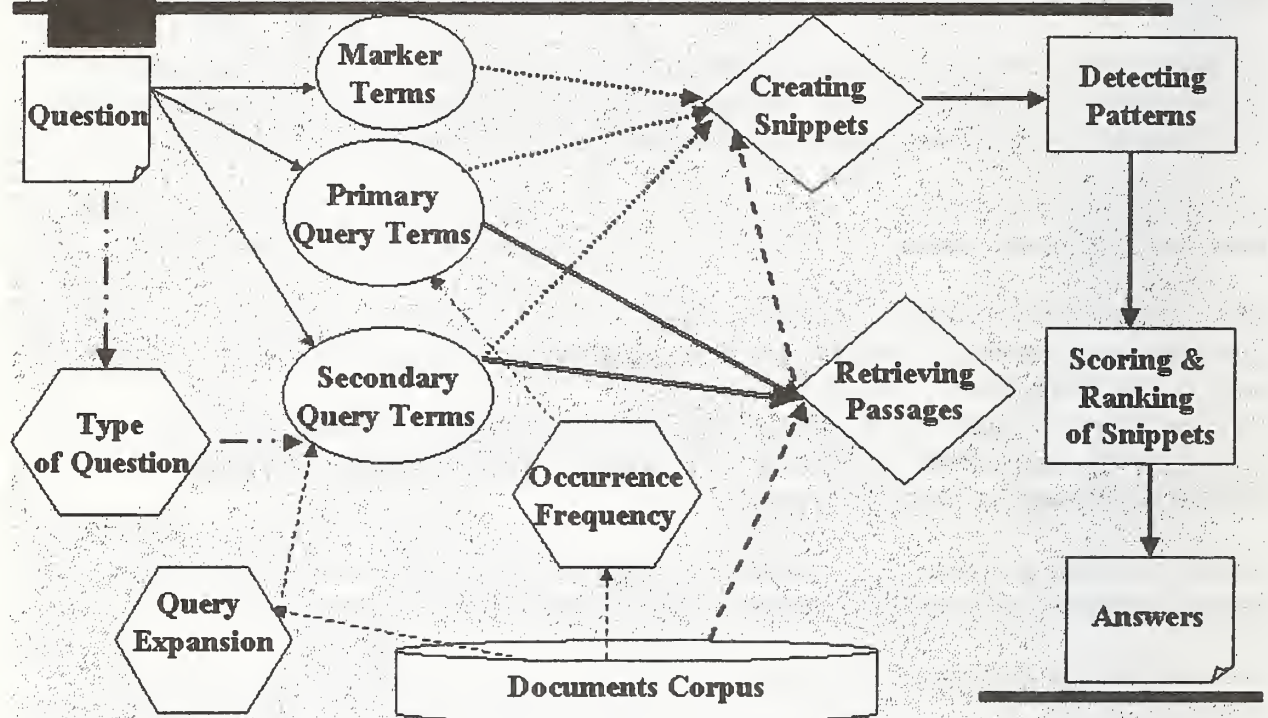 Question
Marker
Terms
Creating
Snippets
Detecting
Patterns
Primary
Query Terms
Secondary
Query Terms
Retrieving
Passages
Scoring &
Ranking
of Snippets
Type
of Question
Occurrence
Frequency
Query
Expansion
Answers
Documents Corpus